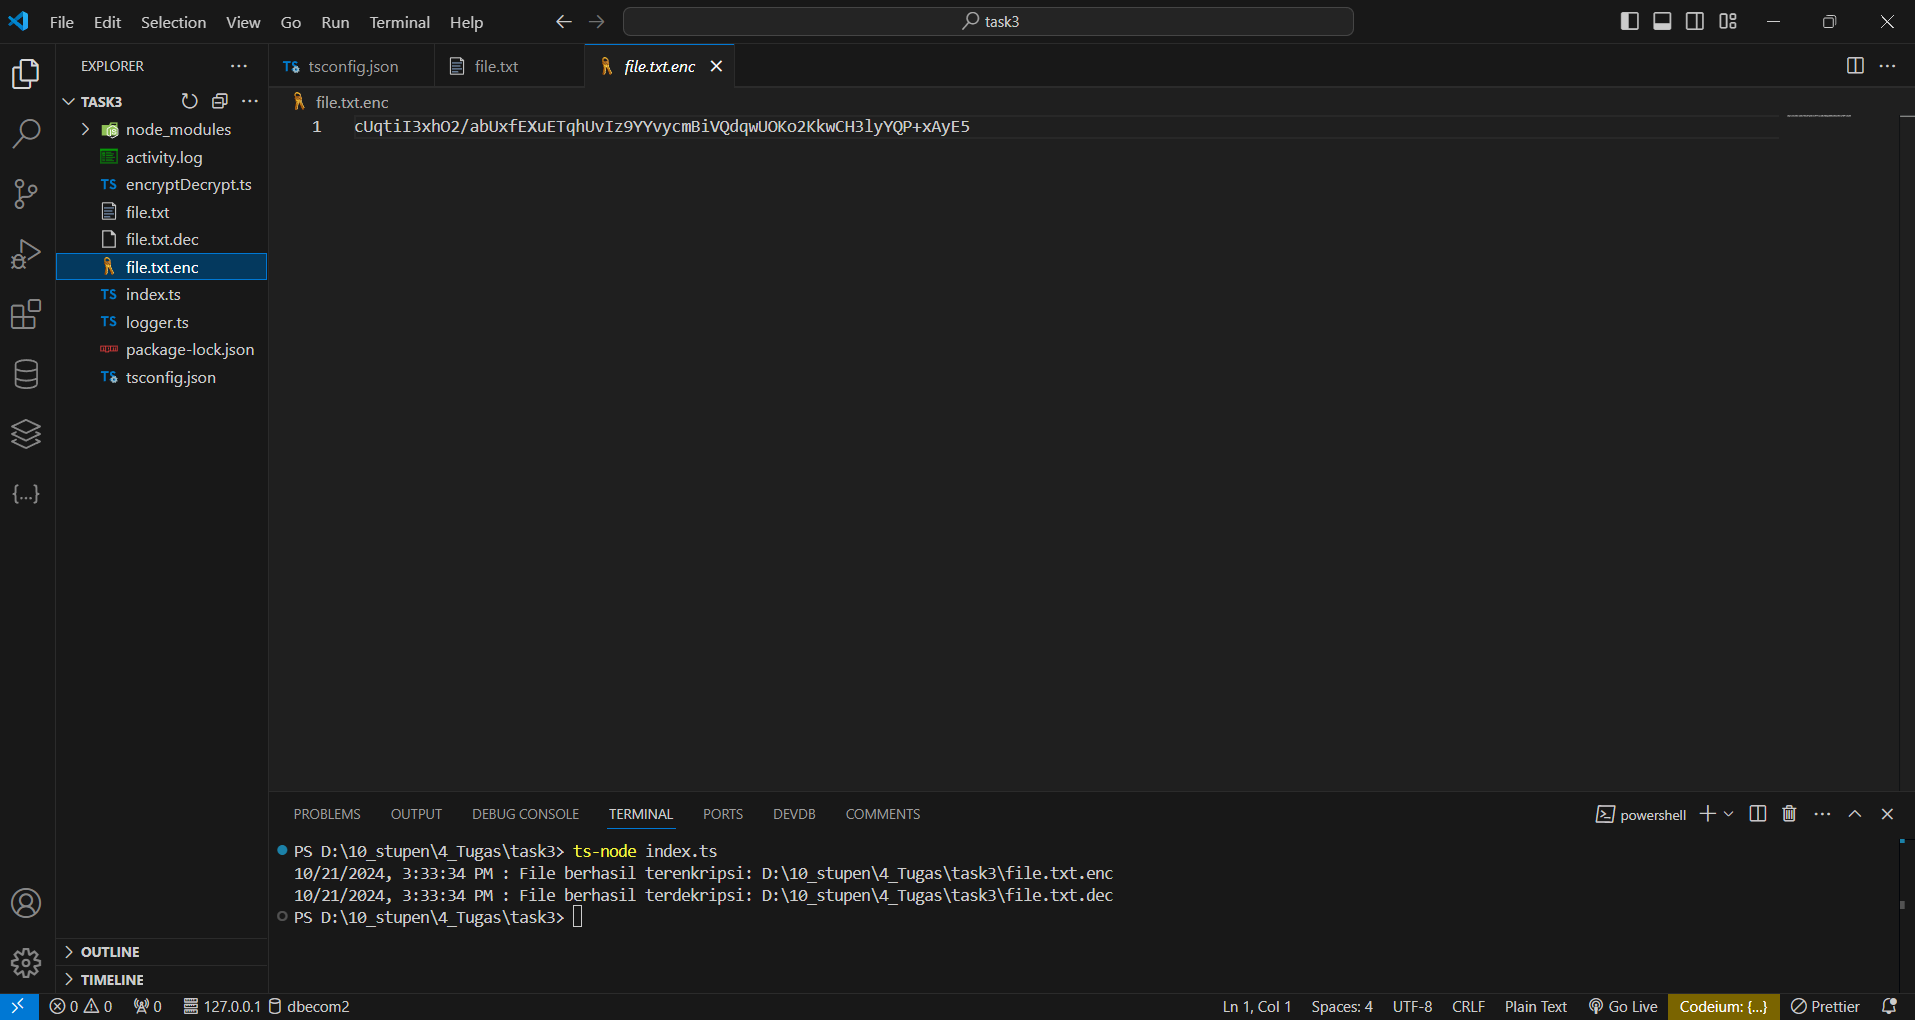 File Edit Selection View Go Run Terminal Help
task3
EXPLORER
TASK3
node_modules
activity.log
TS encryptDecrypt.ts
file.txt
file.txt.dec
file.txt.enc
TS index.ts
TS logger.ts
package-lock.json
TS tsconfig.json
OUTLINE
TIMELINE
TS tsconfig.json file.txt file.txt.enc
file.txt.enc
1 cUqtiI3xhO2/abUxfEXuETqhUvIz9YYvycmBiVQdqwUOKo2KkwCH3lyYQP+xAyE5
PROBLEMS OUTPUT DEBUG CONSOLE TERMINAL PORTS DEVDB COMMENTS
powershell
PS D:\10_stupen\4_Tugas\task3> ts-node index.ts
10/21/2024, 3:33:34 PM : File berhasil terenkripsi: D:\10_stupen\4_Tugas\task3\file.txt.enc
10/21/2024, 3:33:34 PM : File berhasil terdekripsi: D:\10_stupen\4_Tugas\task3\file.txt.dec
PS D:\10_stupen\4_Tugas\task3>
0 0 0 127.0.0.1 dbecom2 Ln 1, Col 1 Spaces: 4 UTF-8 CRLF Plain Text Go Live Codeium: {...} Prettier